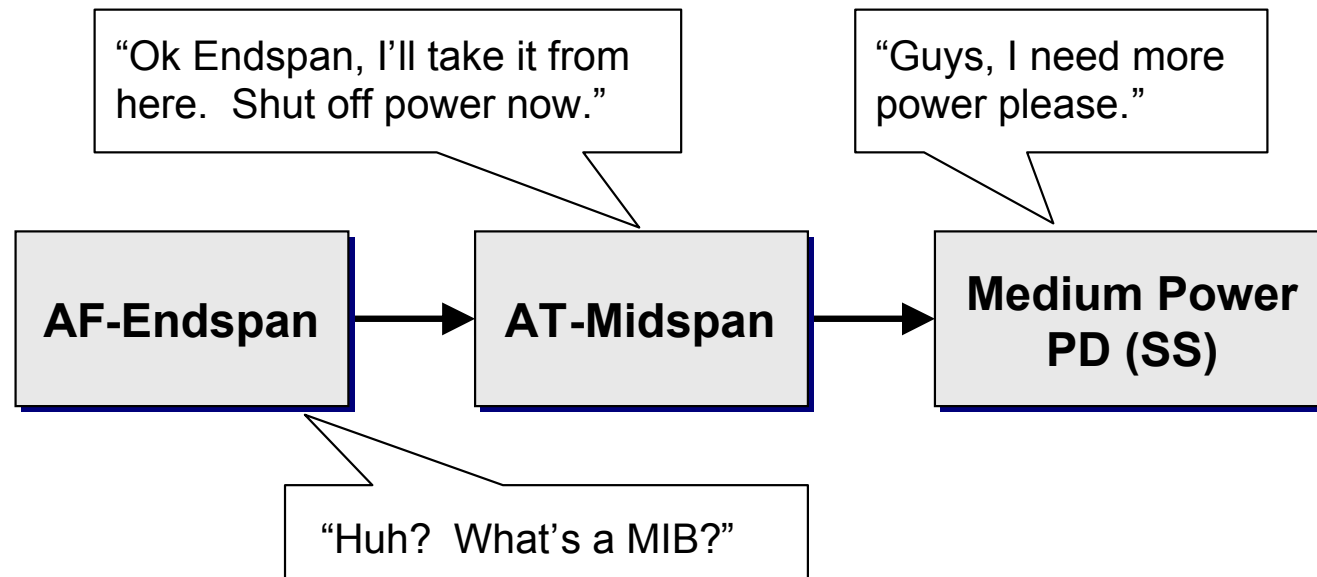 “Ok Endspan, I’ll take it from
here.  Shut off power now.”
“Guys, I need more
power please.”
AF-Endspan
AT-Midspan
Medium Power
PD (SS)
“Huh?  What’s a MIB?”